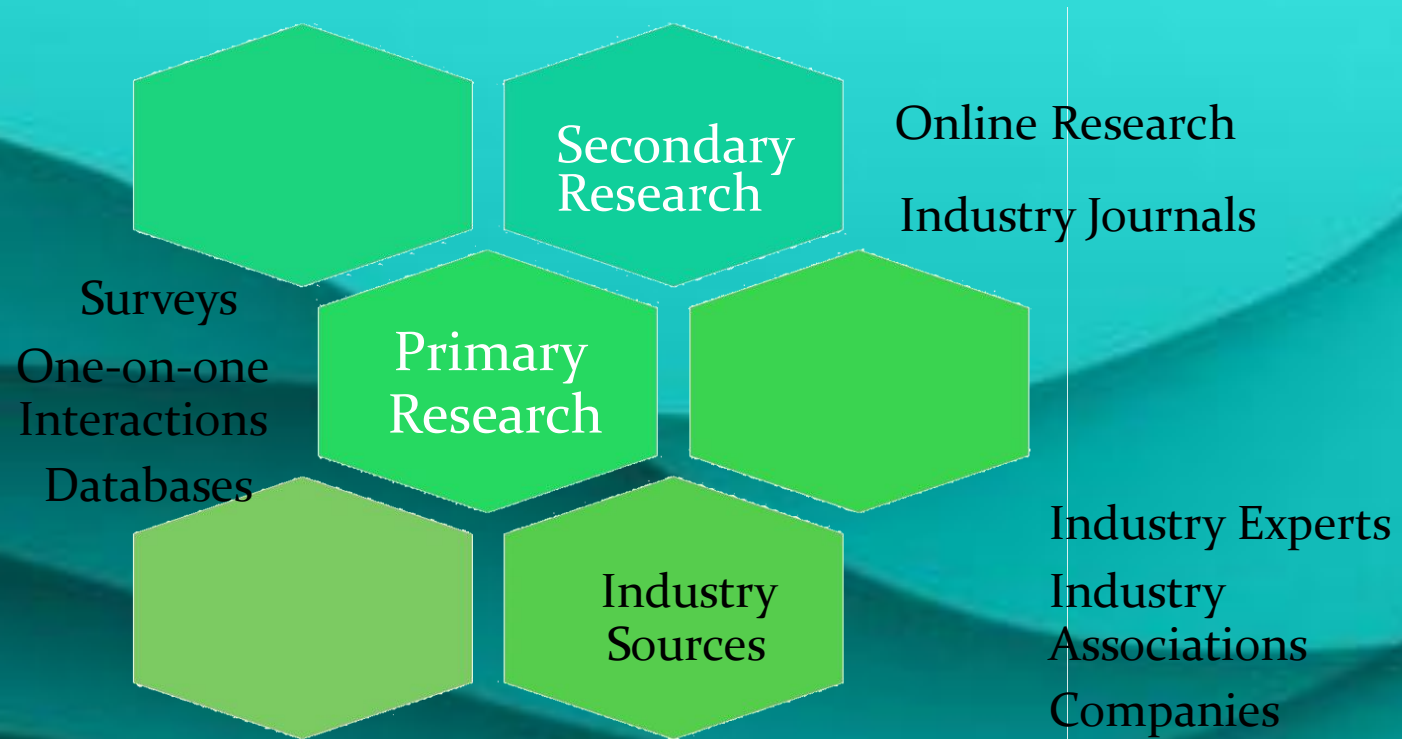 Secondary
Research
Online Research
Industry Journals
Surveys
One-on-one
Interactions
Databases
Primary
Research
Industry
Sources
Industry Experts
Industry
Associations
Companies